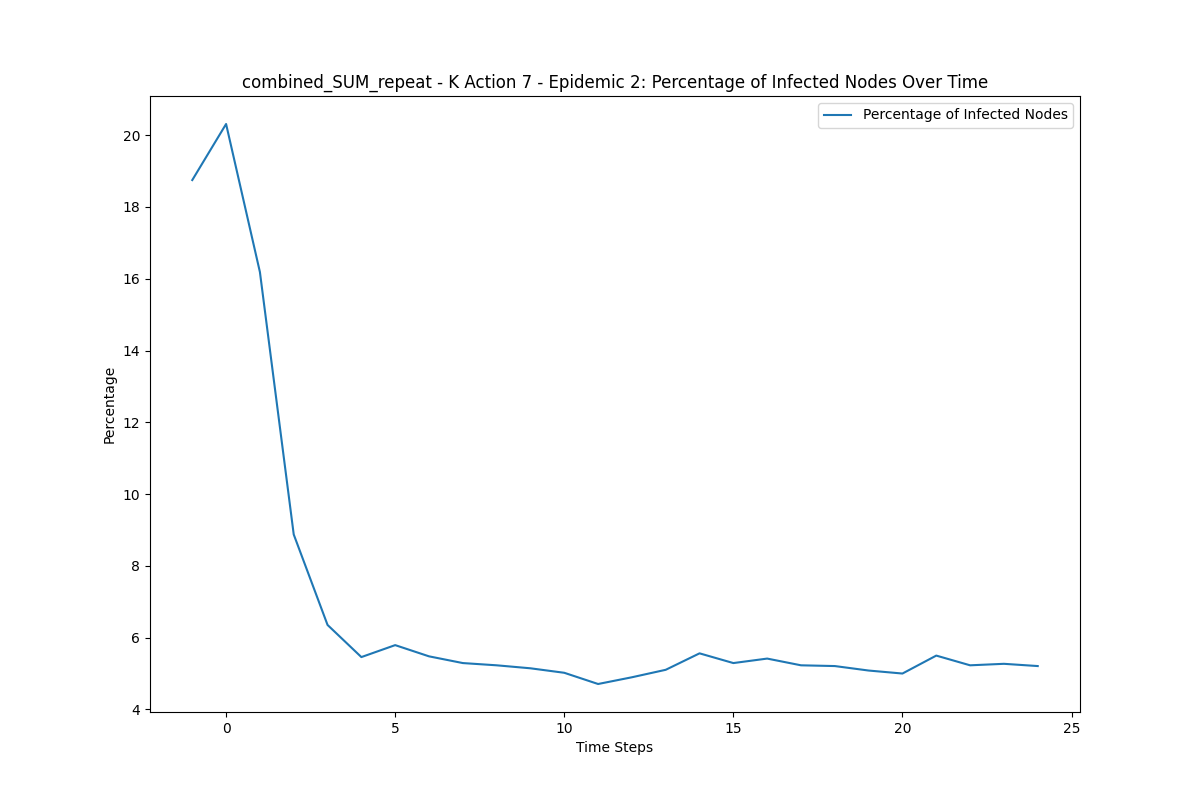 combined_SUM_repeat - K Action 7 - Epidemic 2: Percentage of Infected Nodes Over Time
Percentage of Infected Nodes
20
18
16
14
12
10
8
6
4
Percentage
0 5 10 15 20 25
Time Steps